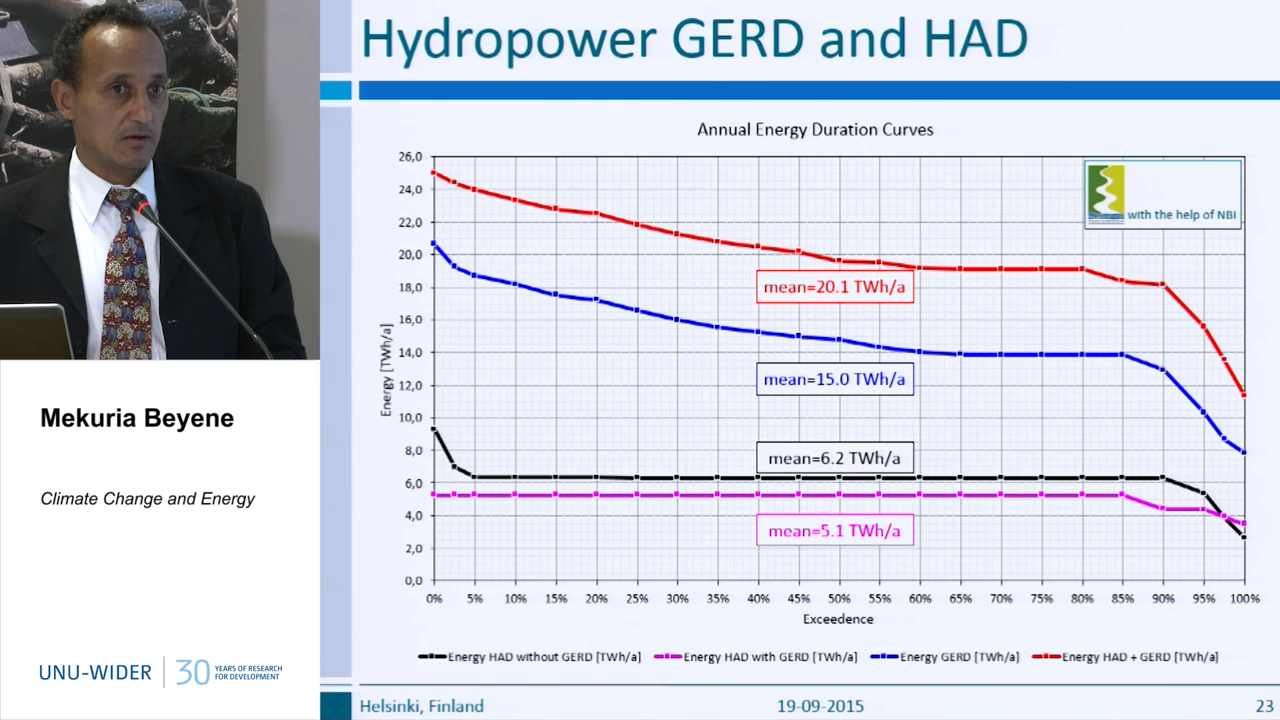 Hydropower GERD and HAD
Annual Energy Duration Curves
26,0
24,0
22,0
20,0
18,0
16,0
14,0
12,0
10,0
8,0
6,0
4,0
2,0
0,0
Energy [TWh/a]
with the help of NBI
mean=20.1 TWh/a
mean=15.0 TWh/a
mean=6.2 TWh/a
mean=5.1 TWh/a
0% 5% 10% 15% 20% 25% 30% 35% 40% 45% 50% 55% 60% 65% 70% 75% 80% 85% 90% 95% 100%
Exceedence
Energy HAD without GERD [TWh/a] Energy HAD with GERD [TWh/a] Energy GERD [TWh/a] Energy HAD + GERD [TWh/a]
Helsinki, Finland 19-09-2015 23
Mekuria Beyene
Climate Change and Energy
UNU-WIDER
30 YEARS OF RESEARCH
FOR DEVELOPMENT